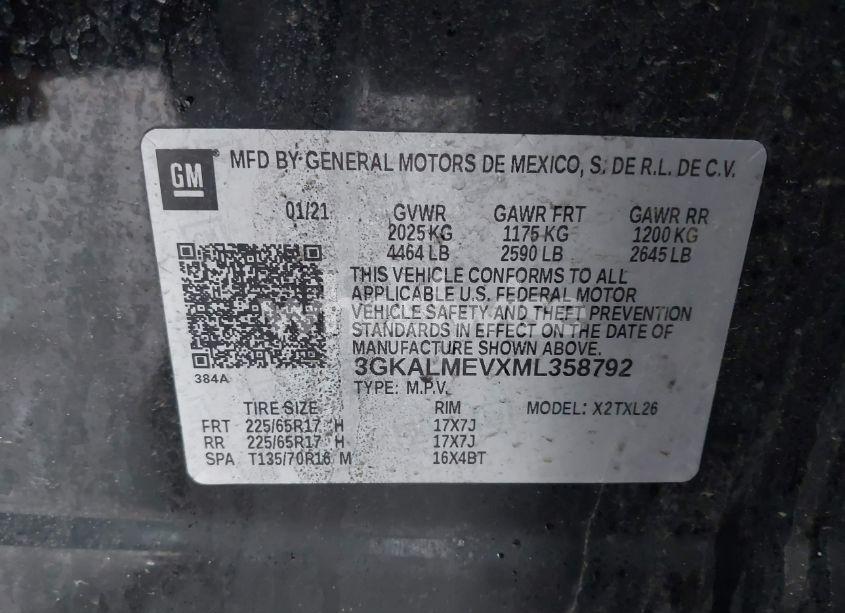 GM
MFD BY GENERAL MOTORS DE MEXICO, S. DE R.L. DE C.V.
01/21 GVWR GAWR FRT GAWR RR
2025 KG 1175 KG 1200 KG
4464 LB 2590 LB 2645 LB
THIS VEHICLE CONFORMS TO ALL
APPLICABLE U.S. FEDERAL MOTOR
VEHICLE SAFETY AND THEFT PREVENTION
STANDARDS IN EFFECT ON THE DATE OF
MANUFACTURE SHOWN ABOVE.
384A
3GKALMEVXML358792
TYPE: M.P.V.
TIRE SIZE RIM MODEL: X2TXL26
FRT 225/65R17 H 17X7J
RR 225/65R17 H 17X7J
SPA T135/70R16 M 16X4BT